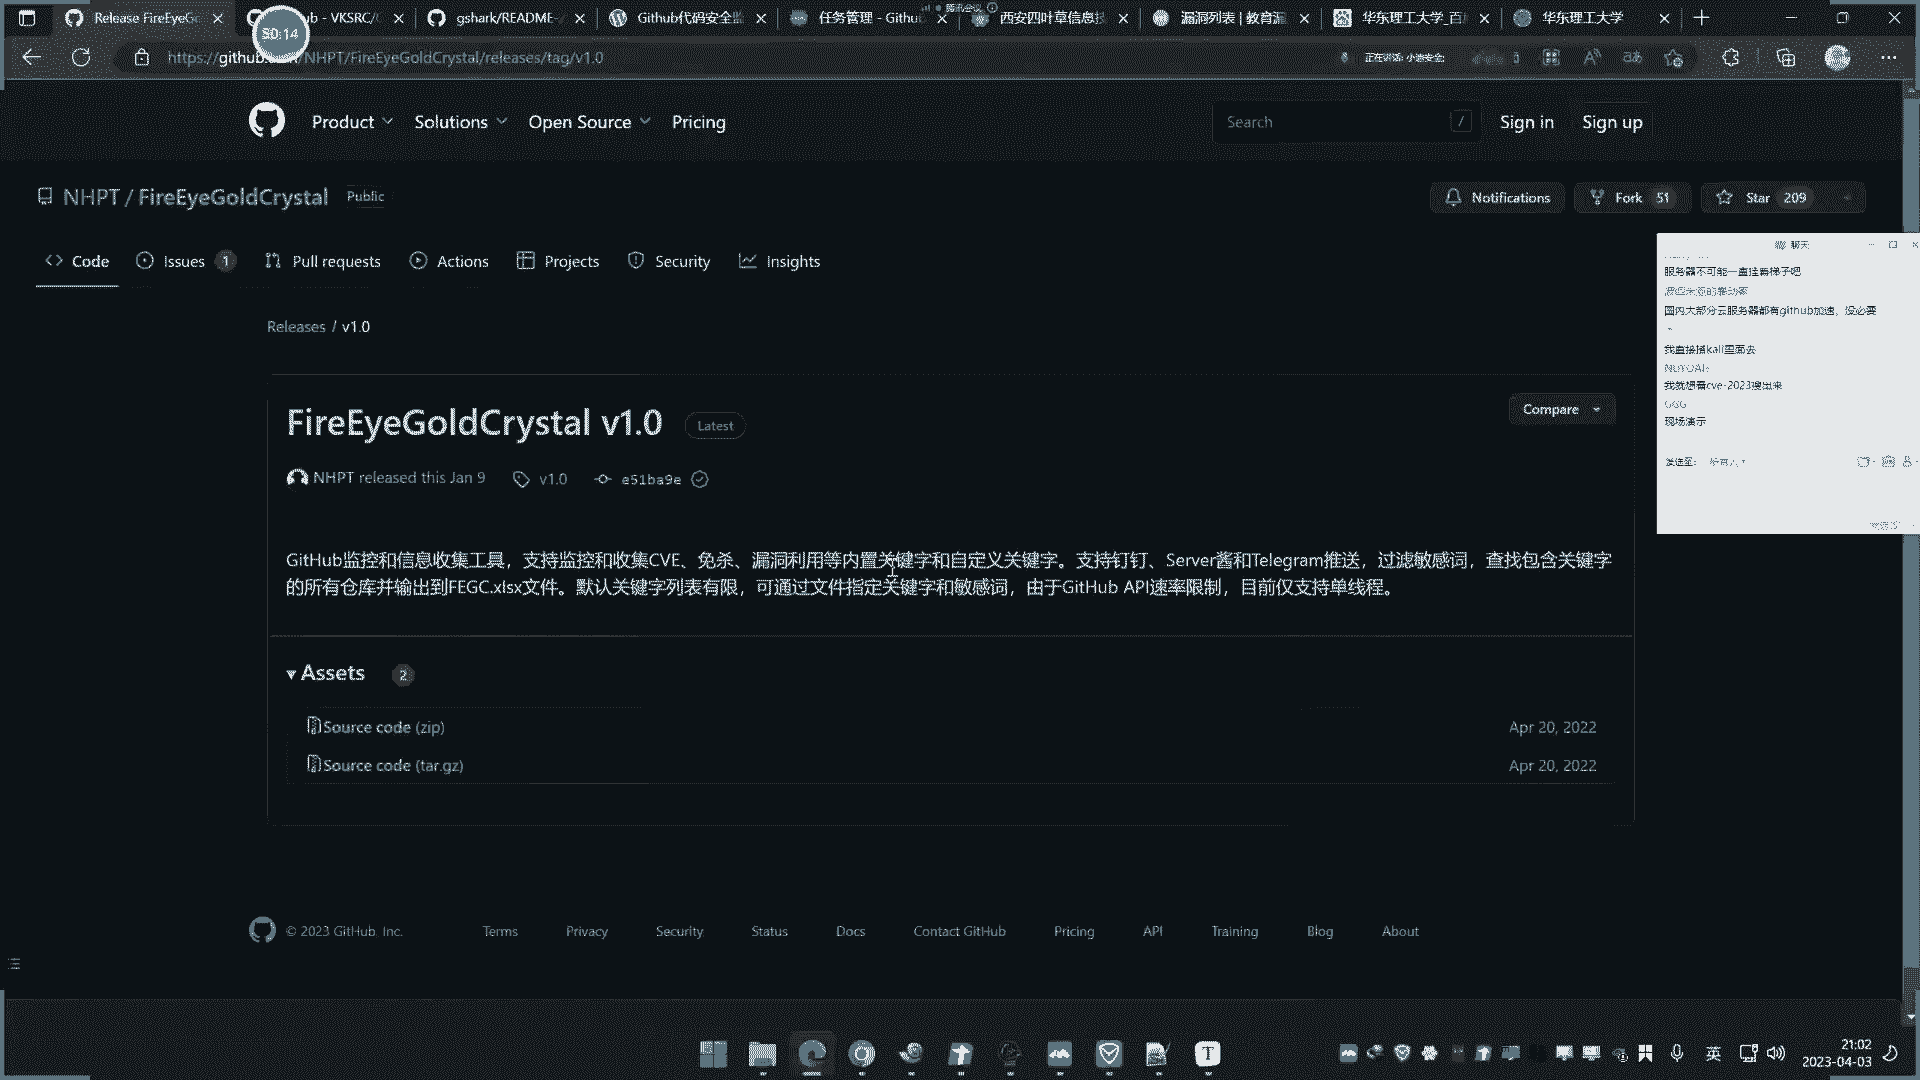 Release FireEyeGo
ub - VKSRC/
gshark/README-
Github代码安全监
任务管理 - Github
西安四叶草信息技
漏洞列表 | 教育漏
华东理工大学_百度
华东理工大学
50:14
https://github.com/NHPT/FireEyeGoldCrystal/releases/tag/v1.0
Product
Solutions
Open Source
Pricing
Search
/
Sign in
Sign up
NHPT / FireEyeGoldCrystal
Public
Notifications
Fork 51
Star 209
Code
Issues 1
Pull requests
Actions
Projects
Security
Insights
聊天
服务器不可能一直挂着梯子吧
国内大部分云服务器都有github加速，没必要
~
我直接搭kali里面去
我就想看cve-2023搜出来
GGG
现场演示
发送至：
Releases / v1.0
FireEyeGoldCrystal v1.0
Latest
Compare
NHPT released this Jan 9
v1.0
e51ba9e
GitHub监控和信息收集工具，支持监控和收集CVE、免杀、漏洞利用等内置关键字和自定义关键字。支持钉钉、Server酱和Telegram推送，过滤敏感词，查找包含关键字
的所有仓库并输出到FEGC.xlsx文件。默认关键字列表有限，可通过文件指定关键字和敏感词，由于GitHub API速率限制，目前仅支持单线程。
Assets 2
Source code (zip)
Apr 20, 2022
Source code (tar.gz)
Apr 20, 2022
© 2023 GitHub, Inc.
Terms
Privacy
Security
Status
Docs
Contact GitHub
Pricing
API
Training
Blog
About
英
21:02
2023-04-03